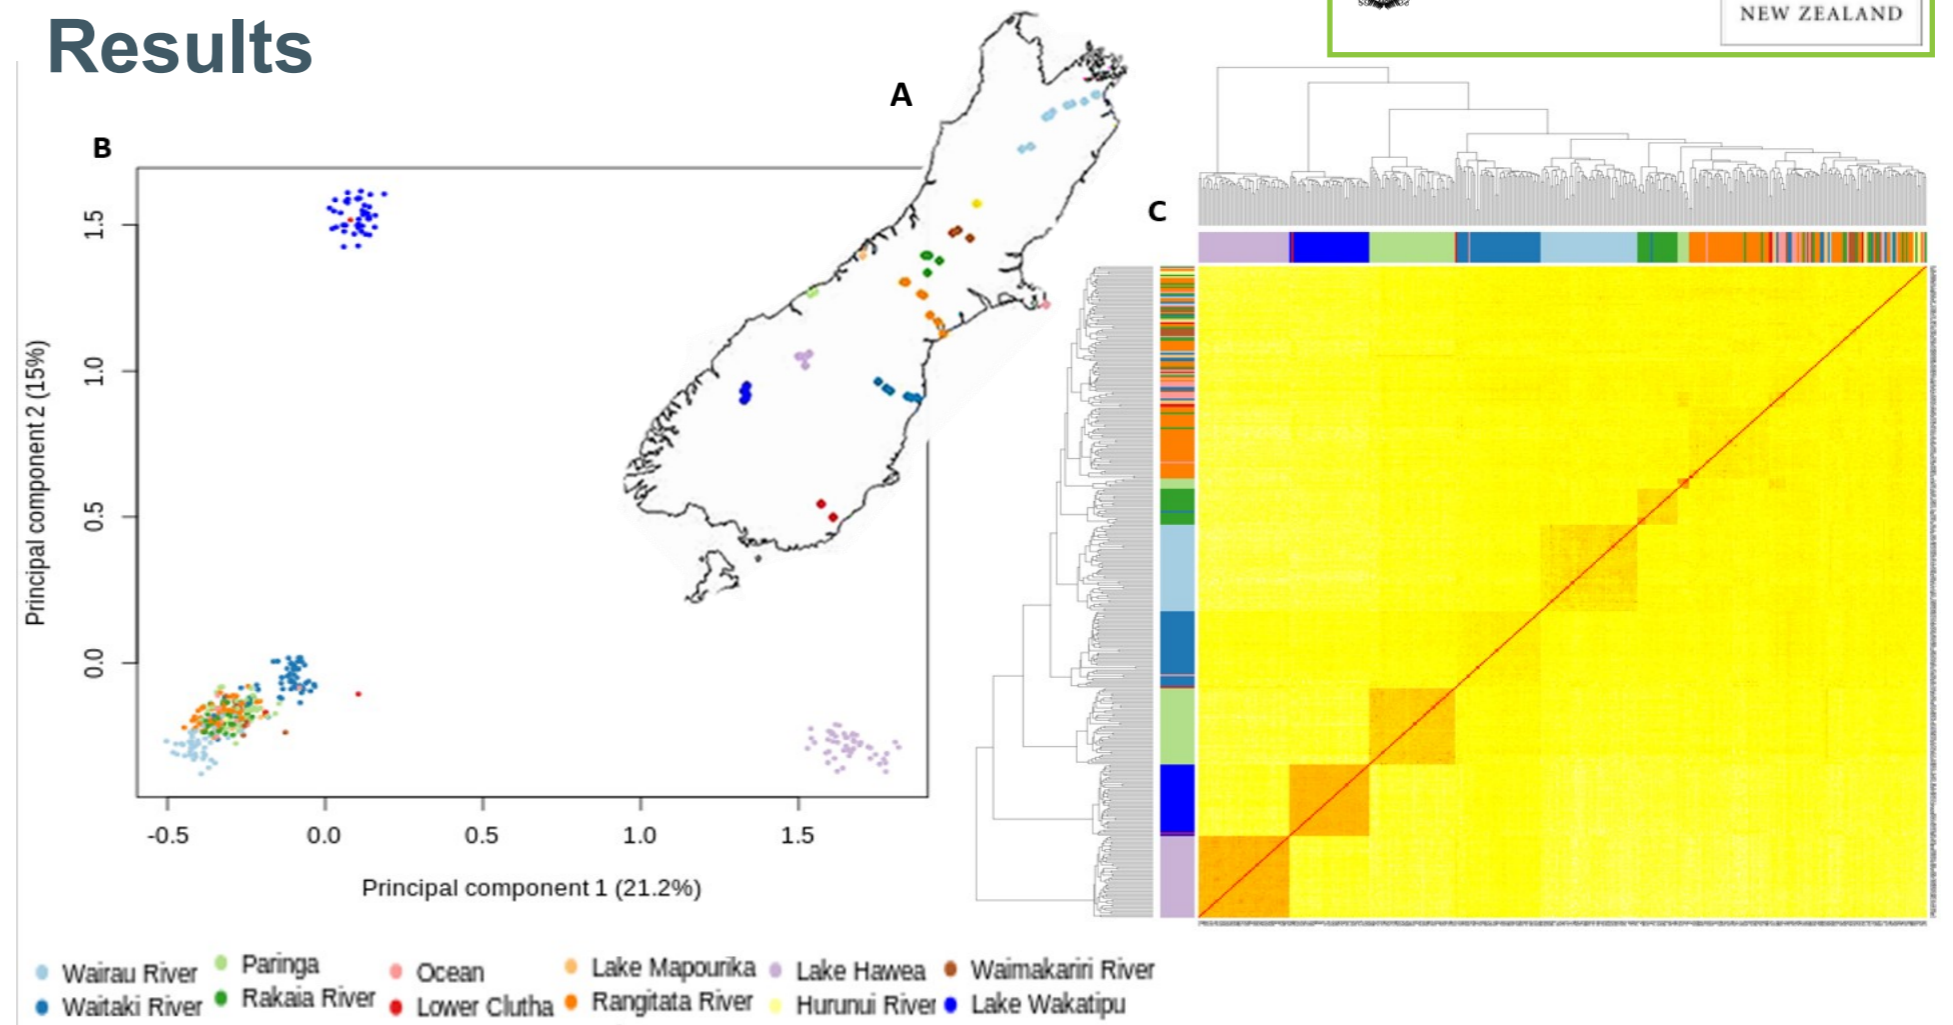 Results
NEW ZEALAND
A
B
C
1.5
1.0
0.5
0.0
Principal component 2 (15%)
-0.5
0.0
0.5
1.0
1.5
Principal component 1 (21.2%)
Wairau River
Paringa
Ocean
Lake Mapourika
Lake Hawea
Waimakariri River
Waitaki River
Rakaia River
Lower Clutha
Rangitata River
Hurunui River
Lake Wakatipu